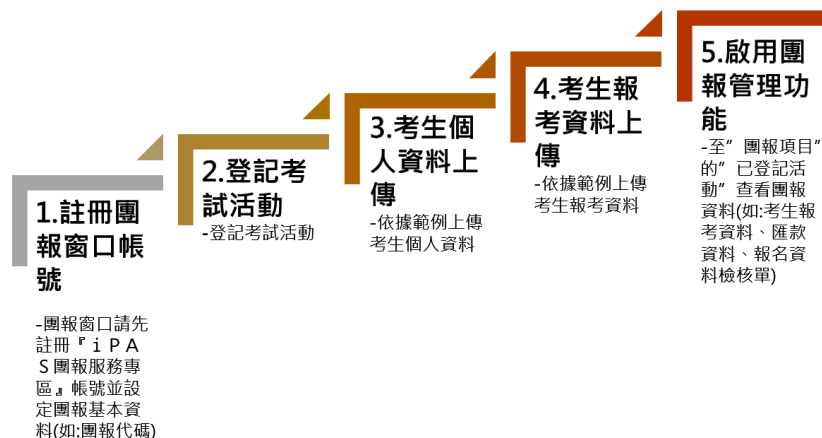 1.註冊團
報窗口帳
號
-團報窗口請先
註冊『ｉＰＡ
Ｓ團報服務專
區』帳號並設
定團報基本資
料(如:團報代碼)
2.登記考
試活動
-登記考試活動
3.考生個
人資料上
傳
-依據範例上傳
考生個人資料
4.考生報
考資料上
傳
-依據範例上傳
考生報考資料
5.啟用團
報管理功
能
-至”團報項目”
的”已登記活
動”查看團報
資料(如:考生報
考資料、匯款
資料、報名資
料檢核單)